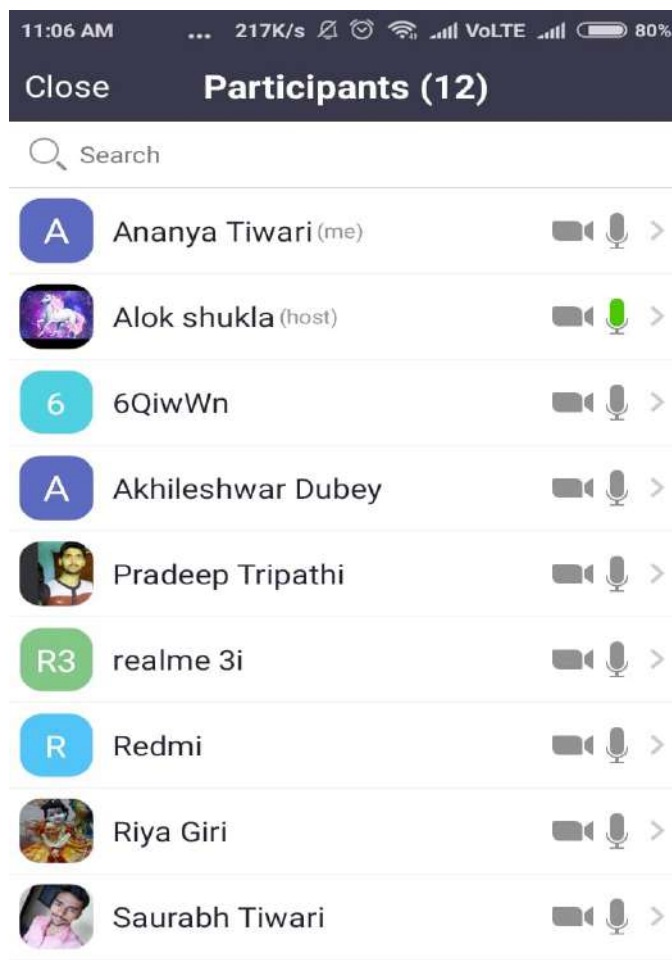 11:06 AM ... 217K/s VoLTE 80%
Close Participants (12)
Search
A Ananya Tiwari (me)
Alok shukla (host)
6 6QiwWn
A Akhileshwar Dubey
Pradeep Tripathi
R3 realme 3i
R Redmi
Riya Giri
Saurabh Tiwari